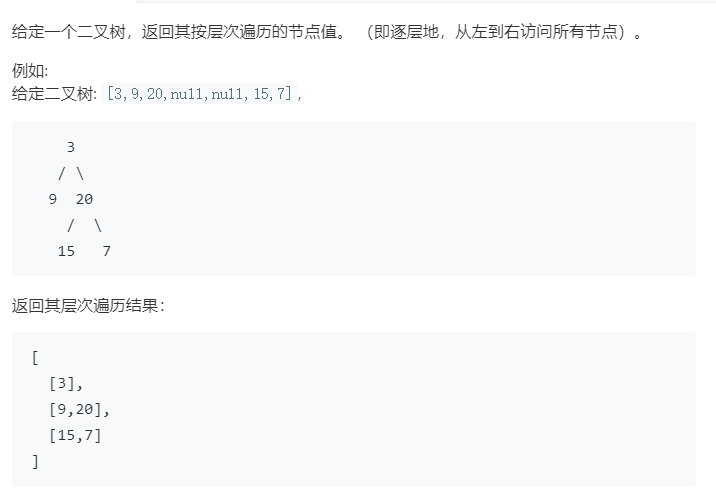 给定一个二叉树，返回其按层次遍历的节点值。 （即逐层地，从左到右访问所有节点）。
例如:
给定二叉树: [3,9,20,null,null,15,7],
3
/ \
9  20
/  \
15   7
返回其层次遍历结果：
[
[3],
[9,20],
[15,7]
]